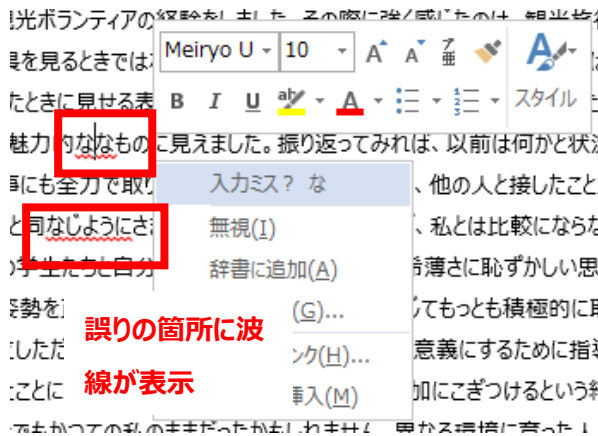 光ボランティアの経験をしました。その際に強く感じたのは、観光旅
Meiryo U 10
見を見るときでは
たときに見せる表
B I U スタイル
魅力的ななものに見えました。振り返ってみれば、以前は何かと状
事にも全力で取り
入力ミス? な
、他の人と接したこと
と同なじようにさ
無視(I)
、私とは比較にならな
学生たちと自分
辞書に追加(A)
希薄さに恥ずかしい思
姿勢を
(G)...
てもっとも積極的に
誤りの箇所に波
線が表示
しただ
ンク(H)...
意義にするために指導
ことに
挿入(M)
加にこぎつけるという
でもかつての私のままだったかもしれません。異なる環境に育った人